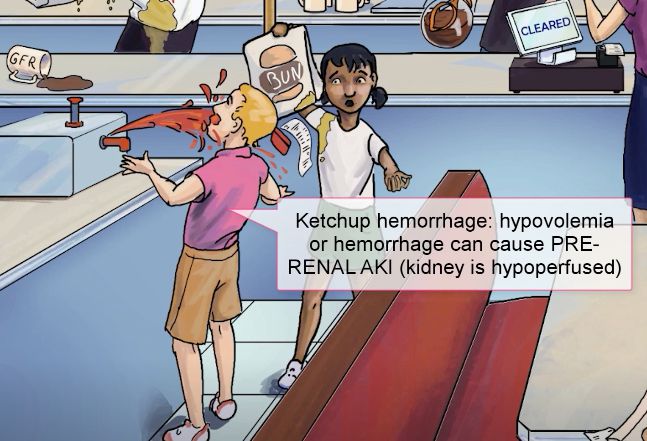 CLEARED
GFR
BUN
Ketchup hemorrhage: hypovolemia
or hemorrhage can cause PRE-
RENAL AKI (kidney is hypoperfused)